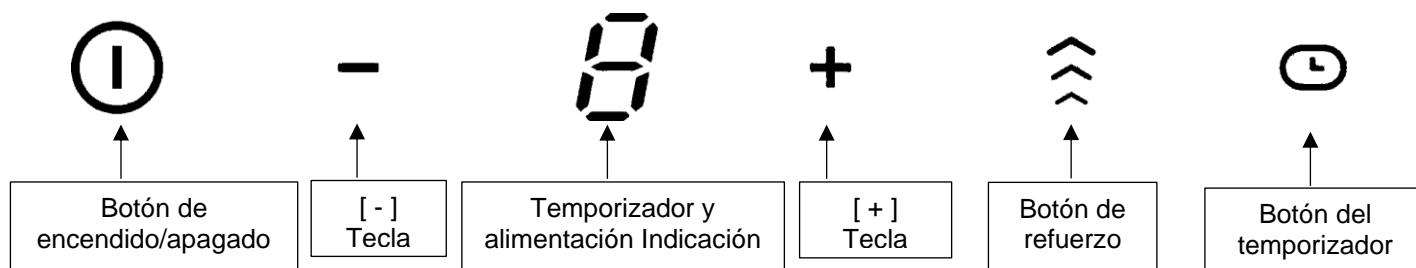 Botón de
encendido/apagado
[ - ]
Tecla
Temporizador y
alimentación Indicación
[ + ]
Tecla
Botón de
refuerzo
Botón del
temporizador